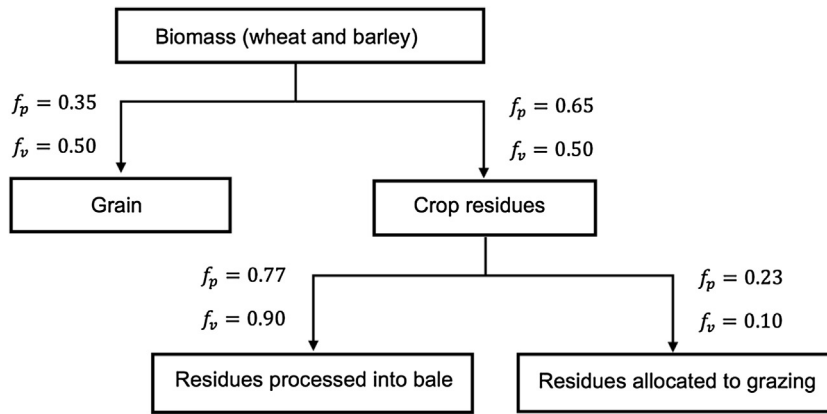 Biomass (wheat and barley)
f_p = 0.35
f_v = 0.50
f_p = 0.65
f_v = 0.50
Grain
Crop residues
f_p = 0.77
f_v = 0.90
f_p = 0.23
f_v = 0.10
Residues processed into bale
Residues allocated to grazing